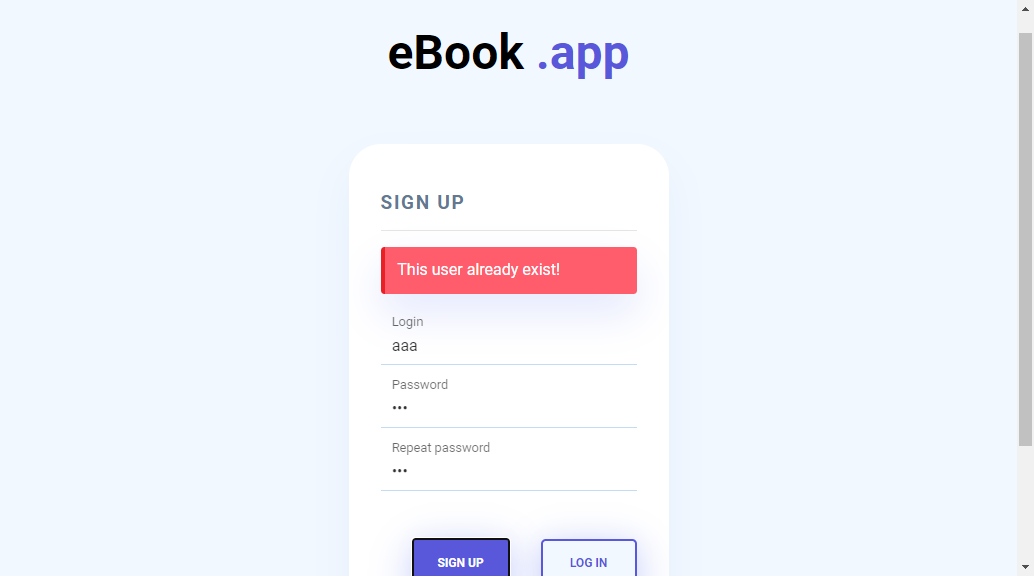 eBook .app
SIGN UP
This user already exist!
Login
aaa
Password
•••
Repeat password
•••
SIGN UP LOG IN